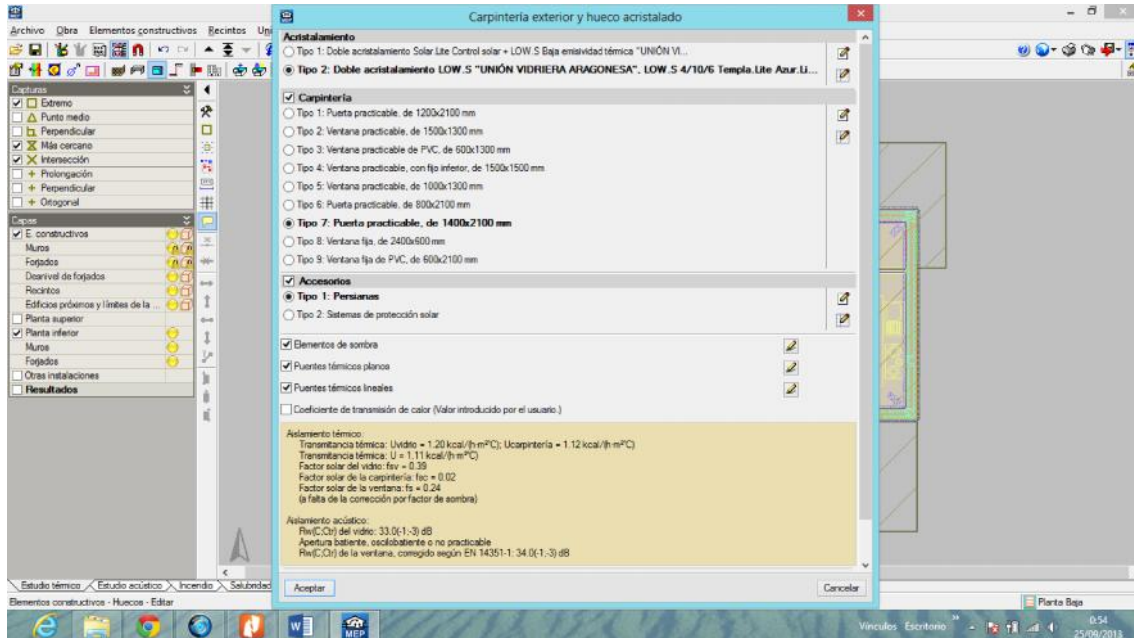 Carpintería exterior y hueco acristalado
Archivo Obra Elementos constructivos Recintos
Capturas
Extremo
Punto medio
Perpendicular
Más cercano
Intersección
Prolongación
Perpendicular
Ortogonal
Capas
E. constructivos
Muros
Forjados
Desnivel de forjados
Recintos
Edificios próximos y límites de la ...
Planta superior
Planta inferior
Muros
Forjados
Otras instalaciones
Resultados
Acristalamiento
Tipo 1: Doble acristalamiento Solar.Lite Control solar + LOW.S Baja emisividad térmica "UNIÓN VI...
Tipo 2: Doble acristalamiento LOW.S "UNIÓN VIDRIERA ARAGONESA", LOW.S 4/10/6 Templa.Lite Azur.Li...
Carpintería
Tipo 1: Puerta practicable, de 1200x2100 mm
Tipo 2: Ventana practicable, de 1500x1300 mm
Tipo 3: Ventana practicable de PVC, de 600x1300 mm
Tipo 4: Ventana practicable, con fijo inferior, de 1500x1500 mm
Tipo 5: Ventana practicable, de 1000x1300 mm
Tipo 6: Puerta practicable, de 800x2100 mm
Tipo 7: Puerta practicable, de 1400x2100 mm
Tipo 8: Ventana fija, de 2400x600 mm
Tipo 9: Ventana fija de PVC, de 600x2100 mm
Accesorios
Tipo 1: Persianas
Tipo 2: Sistemas de protección solar
Elementos de sombra
Puentes térmicos planos
Puentes térmicos lineales
Coeficiente de transmisión de calor (Valor introducido por el usuario.)
Aislamiento térmico:
Transmitancia térmica: Uvidrio = 1.20 kcal/(h·m²°C); Ucarpintería = 1.12 kcal/(h·m²°C)
Transmitancia térmica: U = 1.11 kcal/(h·m²°C)
Factor solar del vidrio: fsv = 0.39
Factor solar de la carpintería: fsc = 0.02
Factor solar de la ventana: fs = 0.24
(a falta de la corrección por factor de sombra)
Aislamiento acústico:
Rw(C;Ctr) del vidrio: 33.0(-1;-3) dB
Apertura batiente, oscilobatiente o no practicable
Rw(C;Ctr) de la ventana, corregido según EN 14351-1: 34.0(-1;-3) dB
Aceptar
Cancelar
Estudio térmico Estudio acústico Incendio Salubridad
Elementos constructivos - Huecos - Editar
Planta Baja
MEP
Vínculos Escritorio
0:54
25/09/2013